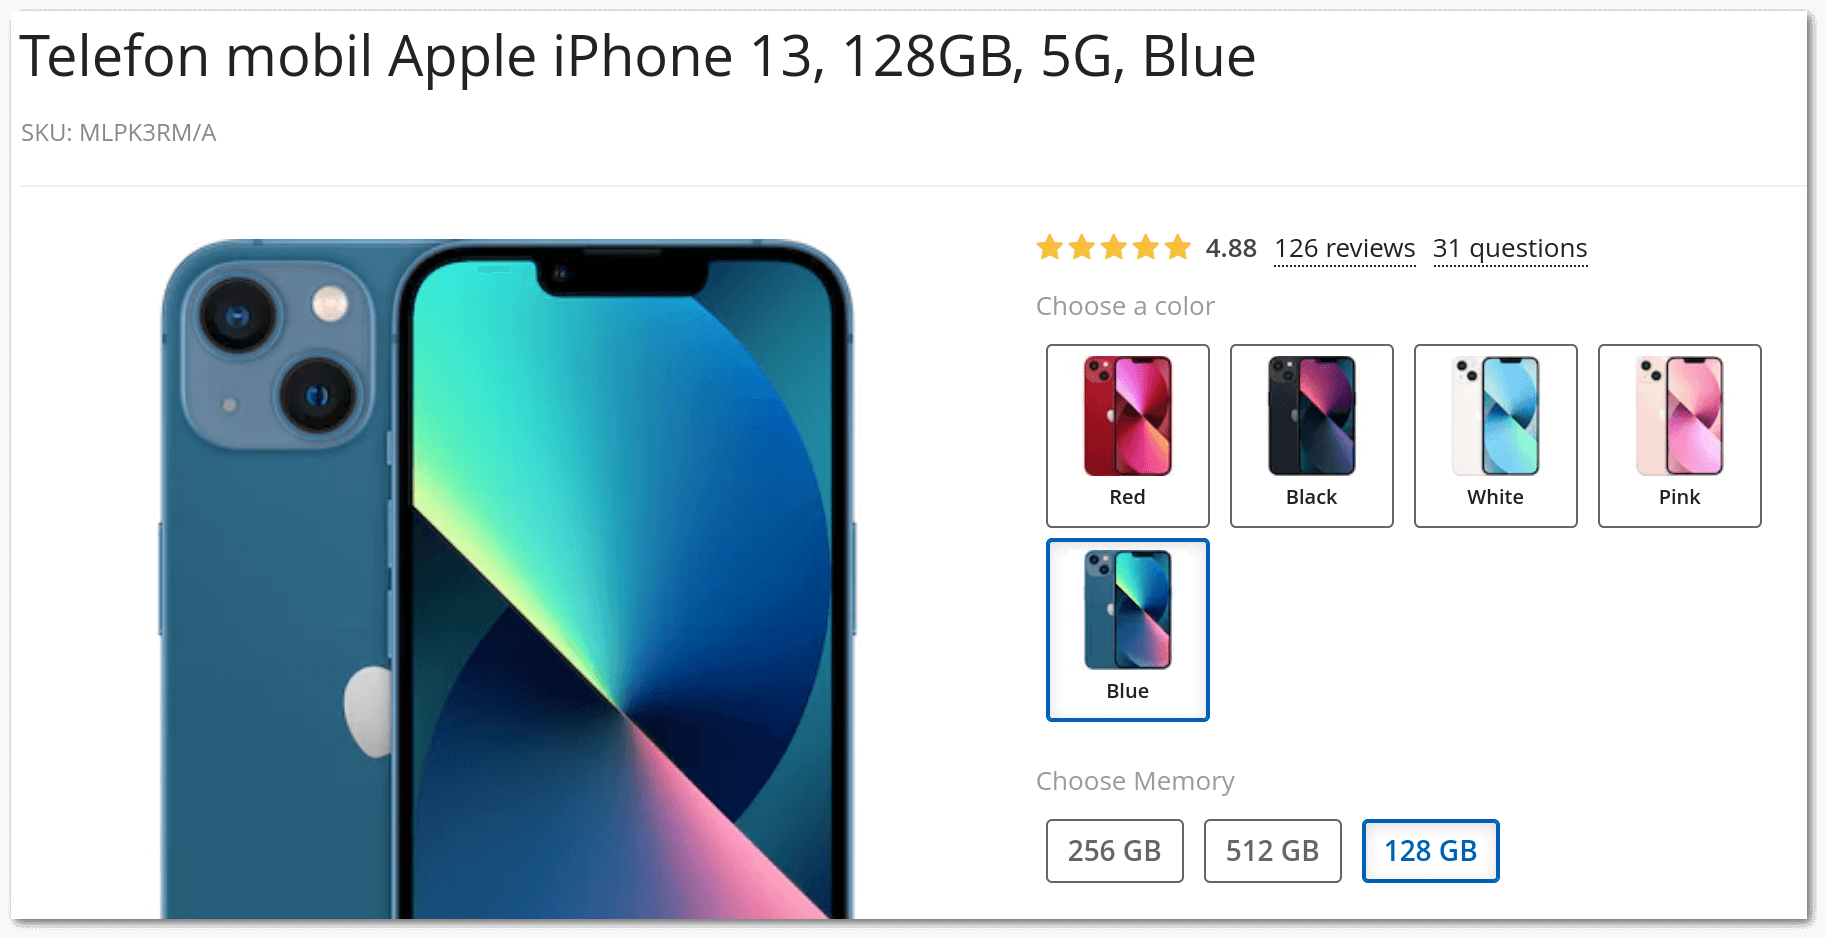 Telefon mobil Apple iPhone 13, 128GB, 5G, Blue
SKU: MLPK3RM/A
4.88 126 reviews 31 questions
Choose a color
Red Black White Pink
Blue
Choose Memory
256 GB 512 GB 128 GB